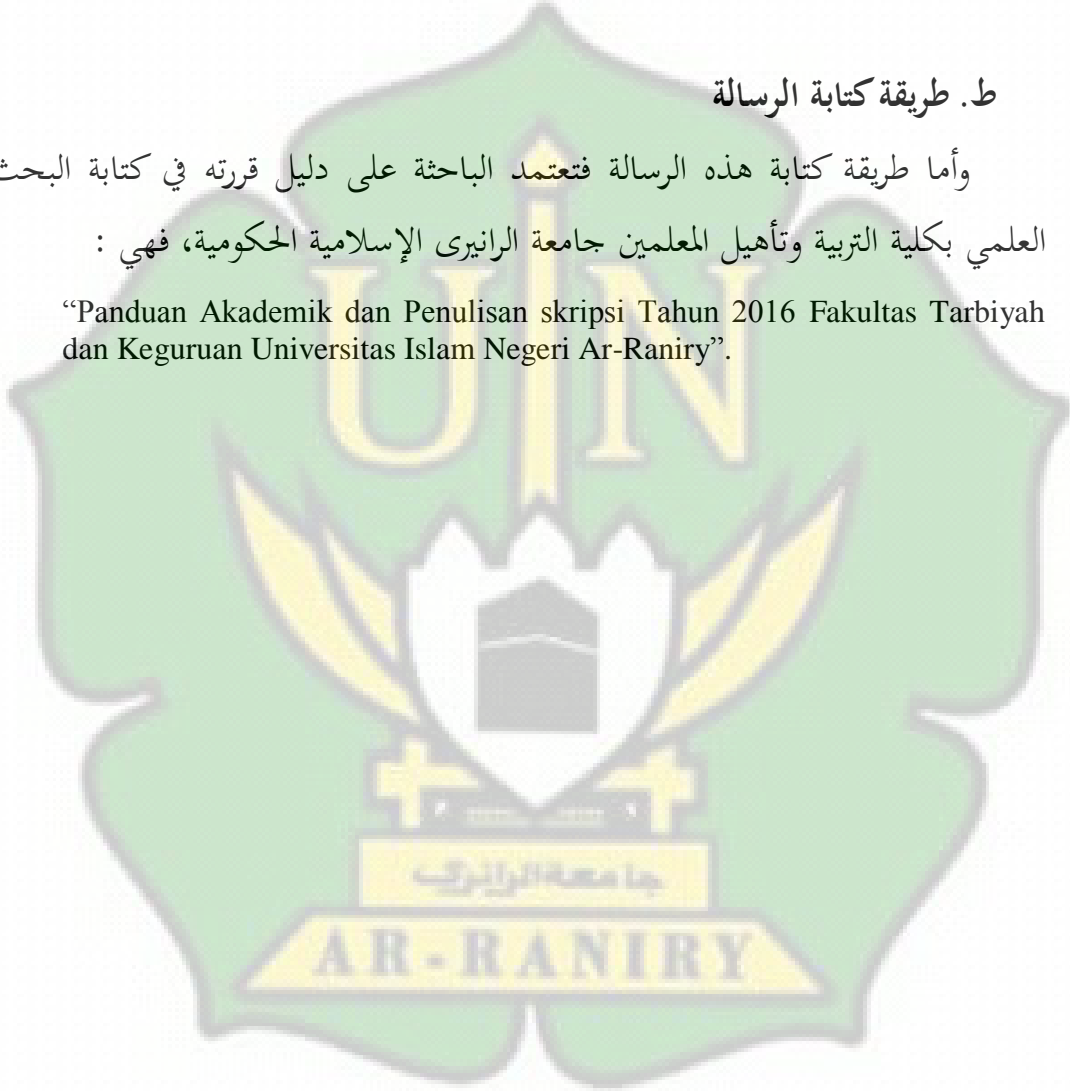 ط. طريقة كتابة الرسالة
وأما طريقة كتابة هذه الرسالة فتعتمد الباحثة على دليل قررته في كتابة البحث
العلمي بكلية التربية وتأهيل المعلمين جامعة الرانيرى الإسلامية الحكومية، فهي :
“Panduan Akademik dan Penulisan skripsi Tahun 2016 Fakultas Tarbiyah
dan Keguruan Universitas Islam Negeri Ar-Raniry”.
UIN
جامعة الرانيري
AR-RANIRY